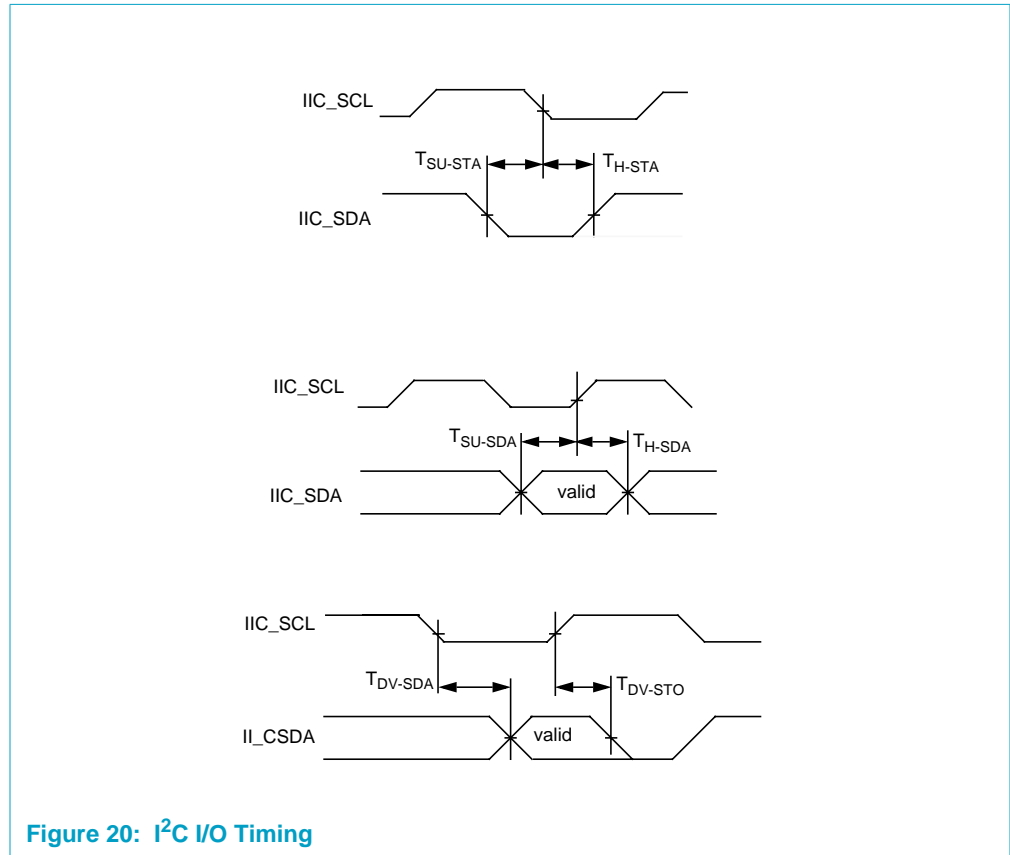 IIC_SCL
TSU-STA
TH-STA
IIC_SDA
IIC_SCL
TSU-SDA
TH-SDA
IIC_SDA
valid
IIC_SCL
TDV-SDA
TDV-STO
II_CSDA
valid
Figure 20: I2C I/O Timing